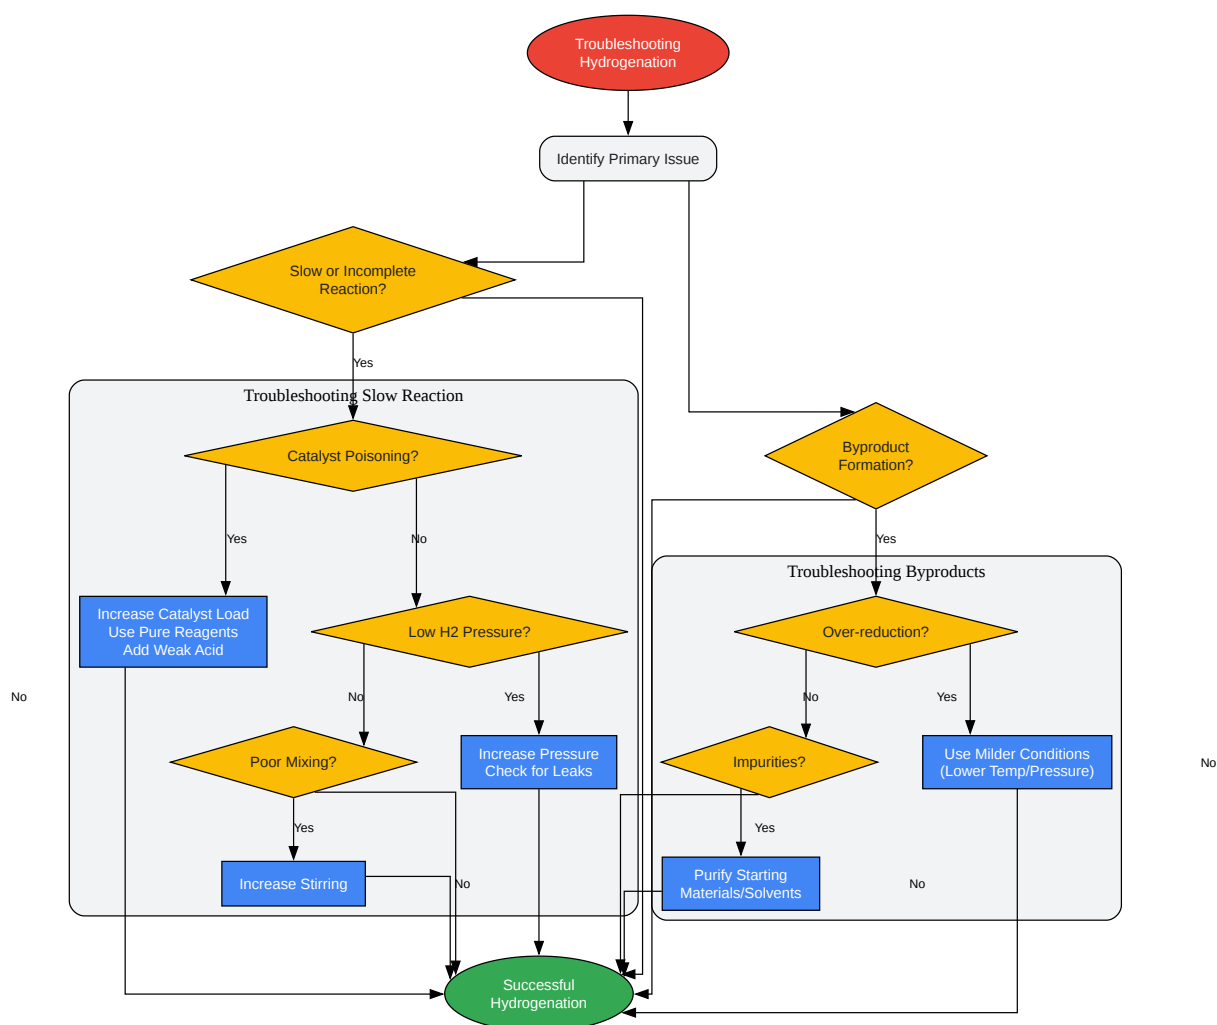 Troubleshooting
Hydrogenation
Identify Primary Issue
Slow or Incomplete
Reaction?
Yes
Troubleshooting Slow Reaction
Catalyst Poisoning?
Byproduct
Formation?
Yes
No
Yes
Troubleshooting Byproducts
Increase Catalyst Load
Use Pure Reagents
Add Weak Acid
Low H2 Pressure?
Over-reduction?
No
No
Yes
No
Yes
Poor Mixing?
Increase Pressure
Check for Leaks
Impurities?
Use Milder Conditions
(Lower Temp/Pressure)
No
Yes
Yes
Increase Stirring
No
Purify Starting
Materials/Solvents
No
Successful
Hydrogenation